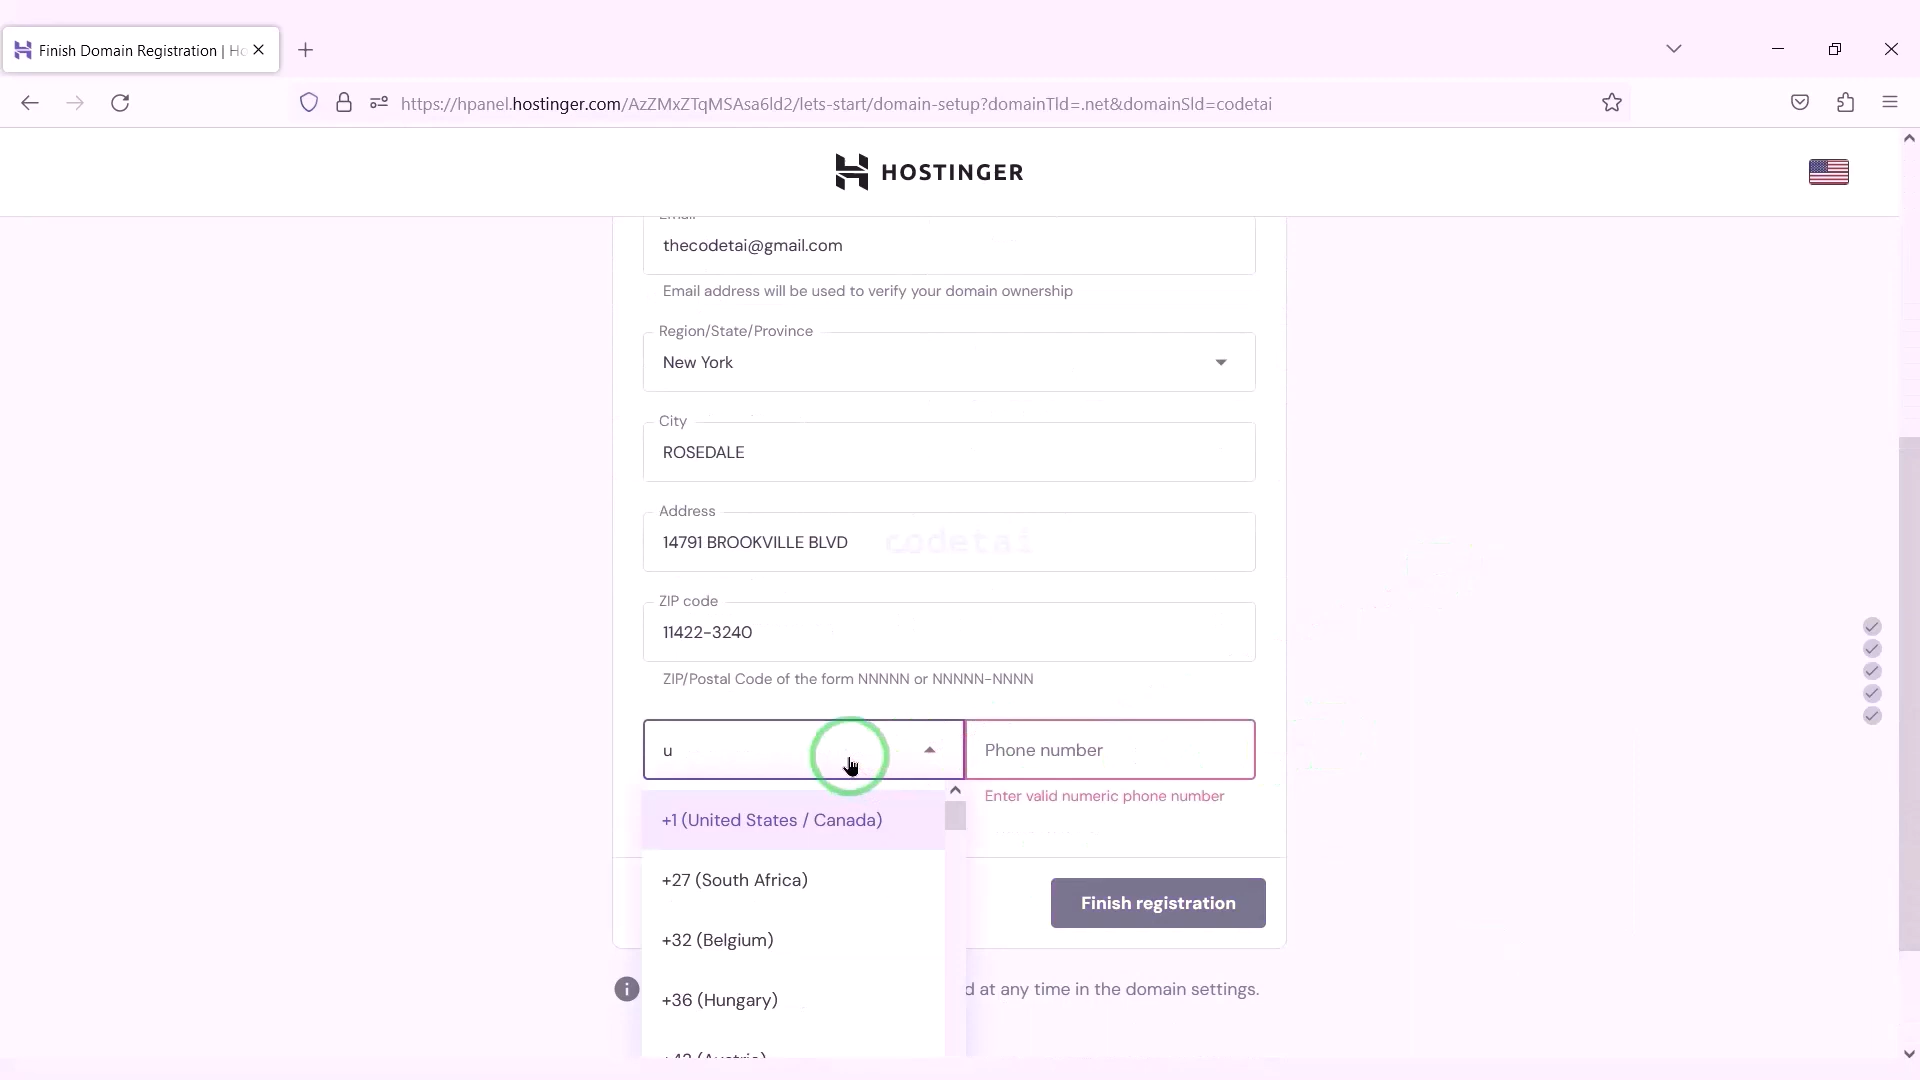 Finish Domain Registration | Ho
https://hpanel.hostinger.com/AzZMxZTqMSAsa6ld2/lets-start/domain-setup?domainTld=.net&domainSld=codetai
HOSTINGER
Email
thecodetai@gmail.com
Email address will be used to verify your domain ownership
Region/State/Province
New York
City
ROSEDALE
Address
14791 BROOKVILLE BLVD
codetai
ZIP code
11422-3240
ZIP/Postal Code of the form NNNNN or NNNNN-NNNN
u
Phone number
Enter valid numeric phone number
+1 (United States / Canada)
+27 (South Africa)
Finish registration
+32 (Belgium)
d at any time in the domain settings.
+36 (Hungary)
+43 (Austria)